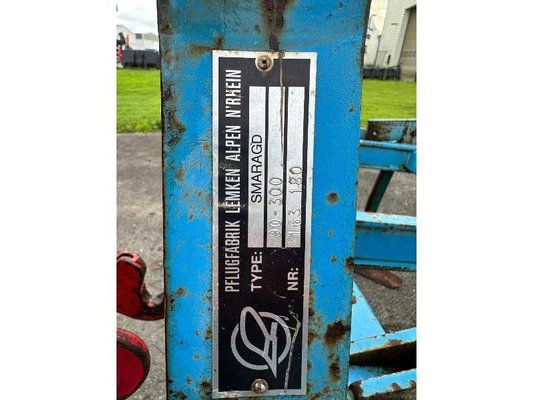 PFLUGFABRIK LEMKEN ALPEN N'RHEIN
SMARAGD
TYPE: 90-300
NR: 163 180